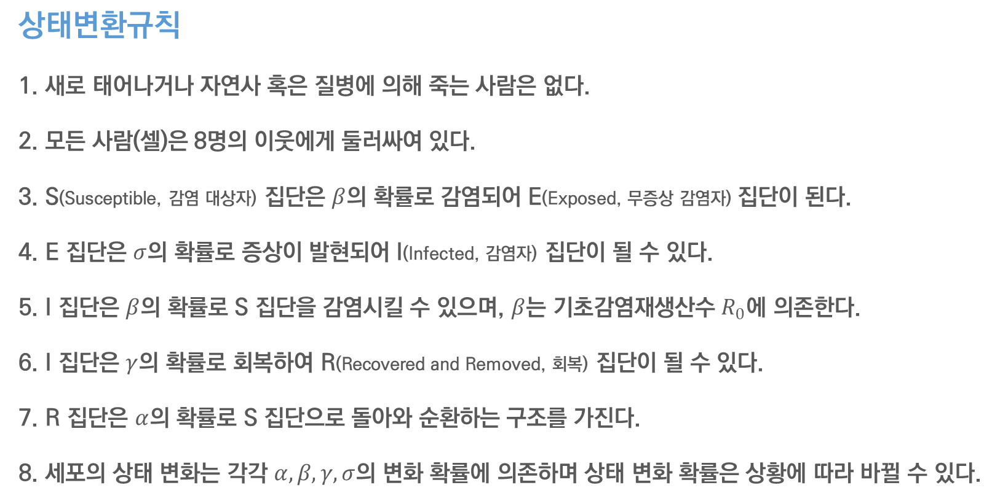 상태변환규칙
1. 새로 태어나거나 자연사 혹은 질병에 의해 죽는 사람은 없다.
2. 모든 사람(셀)은 8명의 이웃에게 둘러싸여 있다.
3. S(Susceptible, 감염 대상자) 집단은 β의 확률로 감염되어 E(Exposed, 무증상 감염자) 집단이 된다.
4. E 집단은 σ의 확률로 증상이 발현되어 I(Infected, 감염자) 집단이 될 수 있다.
5. I 집단은 β의 확률로 S 집단을 감염시킬 수 있으며, β는 기초감염재생산수 R₀에 의존한다.
6. I 집단은 γ의 확률로 회복하여 R(Recovered and Removed, 회복) 집단이 될 수 있다.
7. R 집단은 α의 확률로 S 집단으로 돌아와 순환하는 구조를 가진다.
8. 세포의 상태 변화는 각각 α, β, γ, σ의 변화 확률에 의존하며 상태 변화 확률은 상황에 따라 바뀔 수 있다.